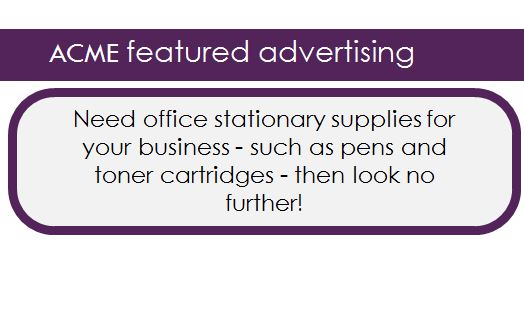 ACME featured advertising
Need office stationary supplies for
your business - such as pens and
toner cartridges - then look no
further!